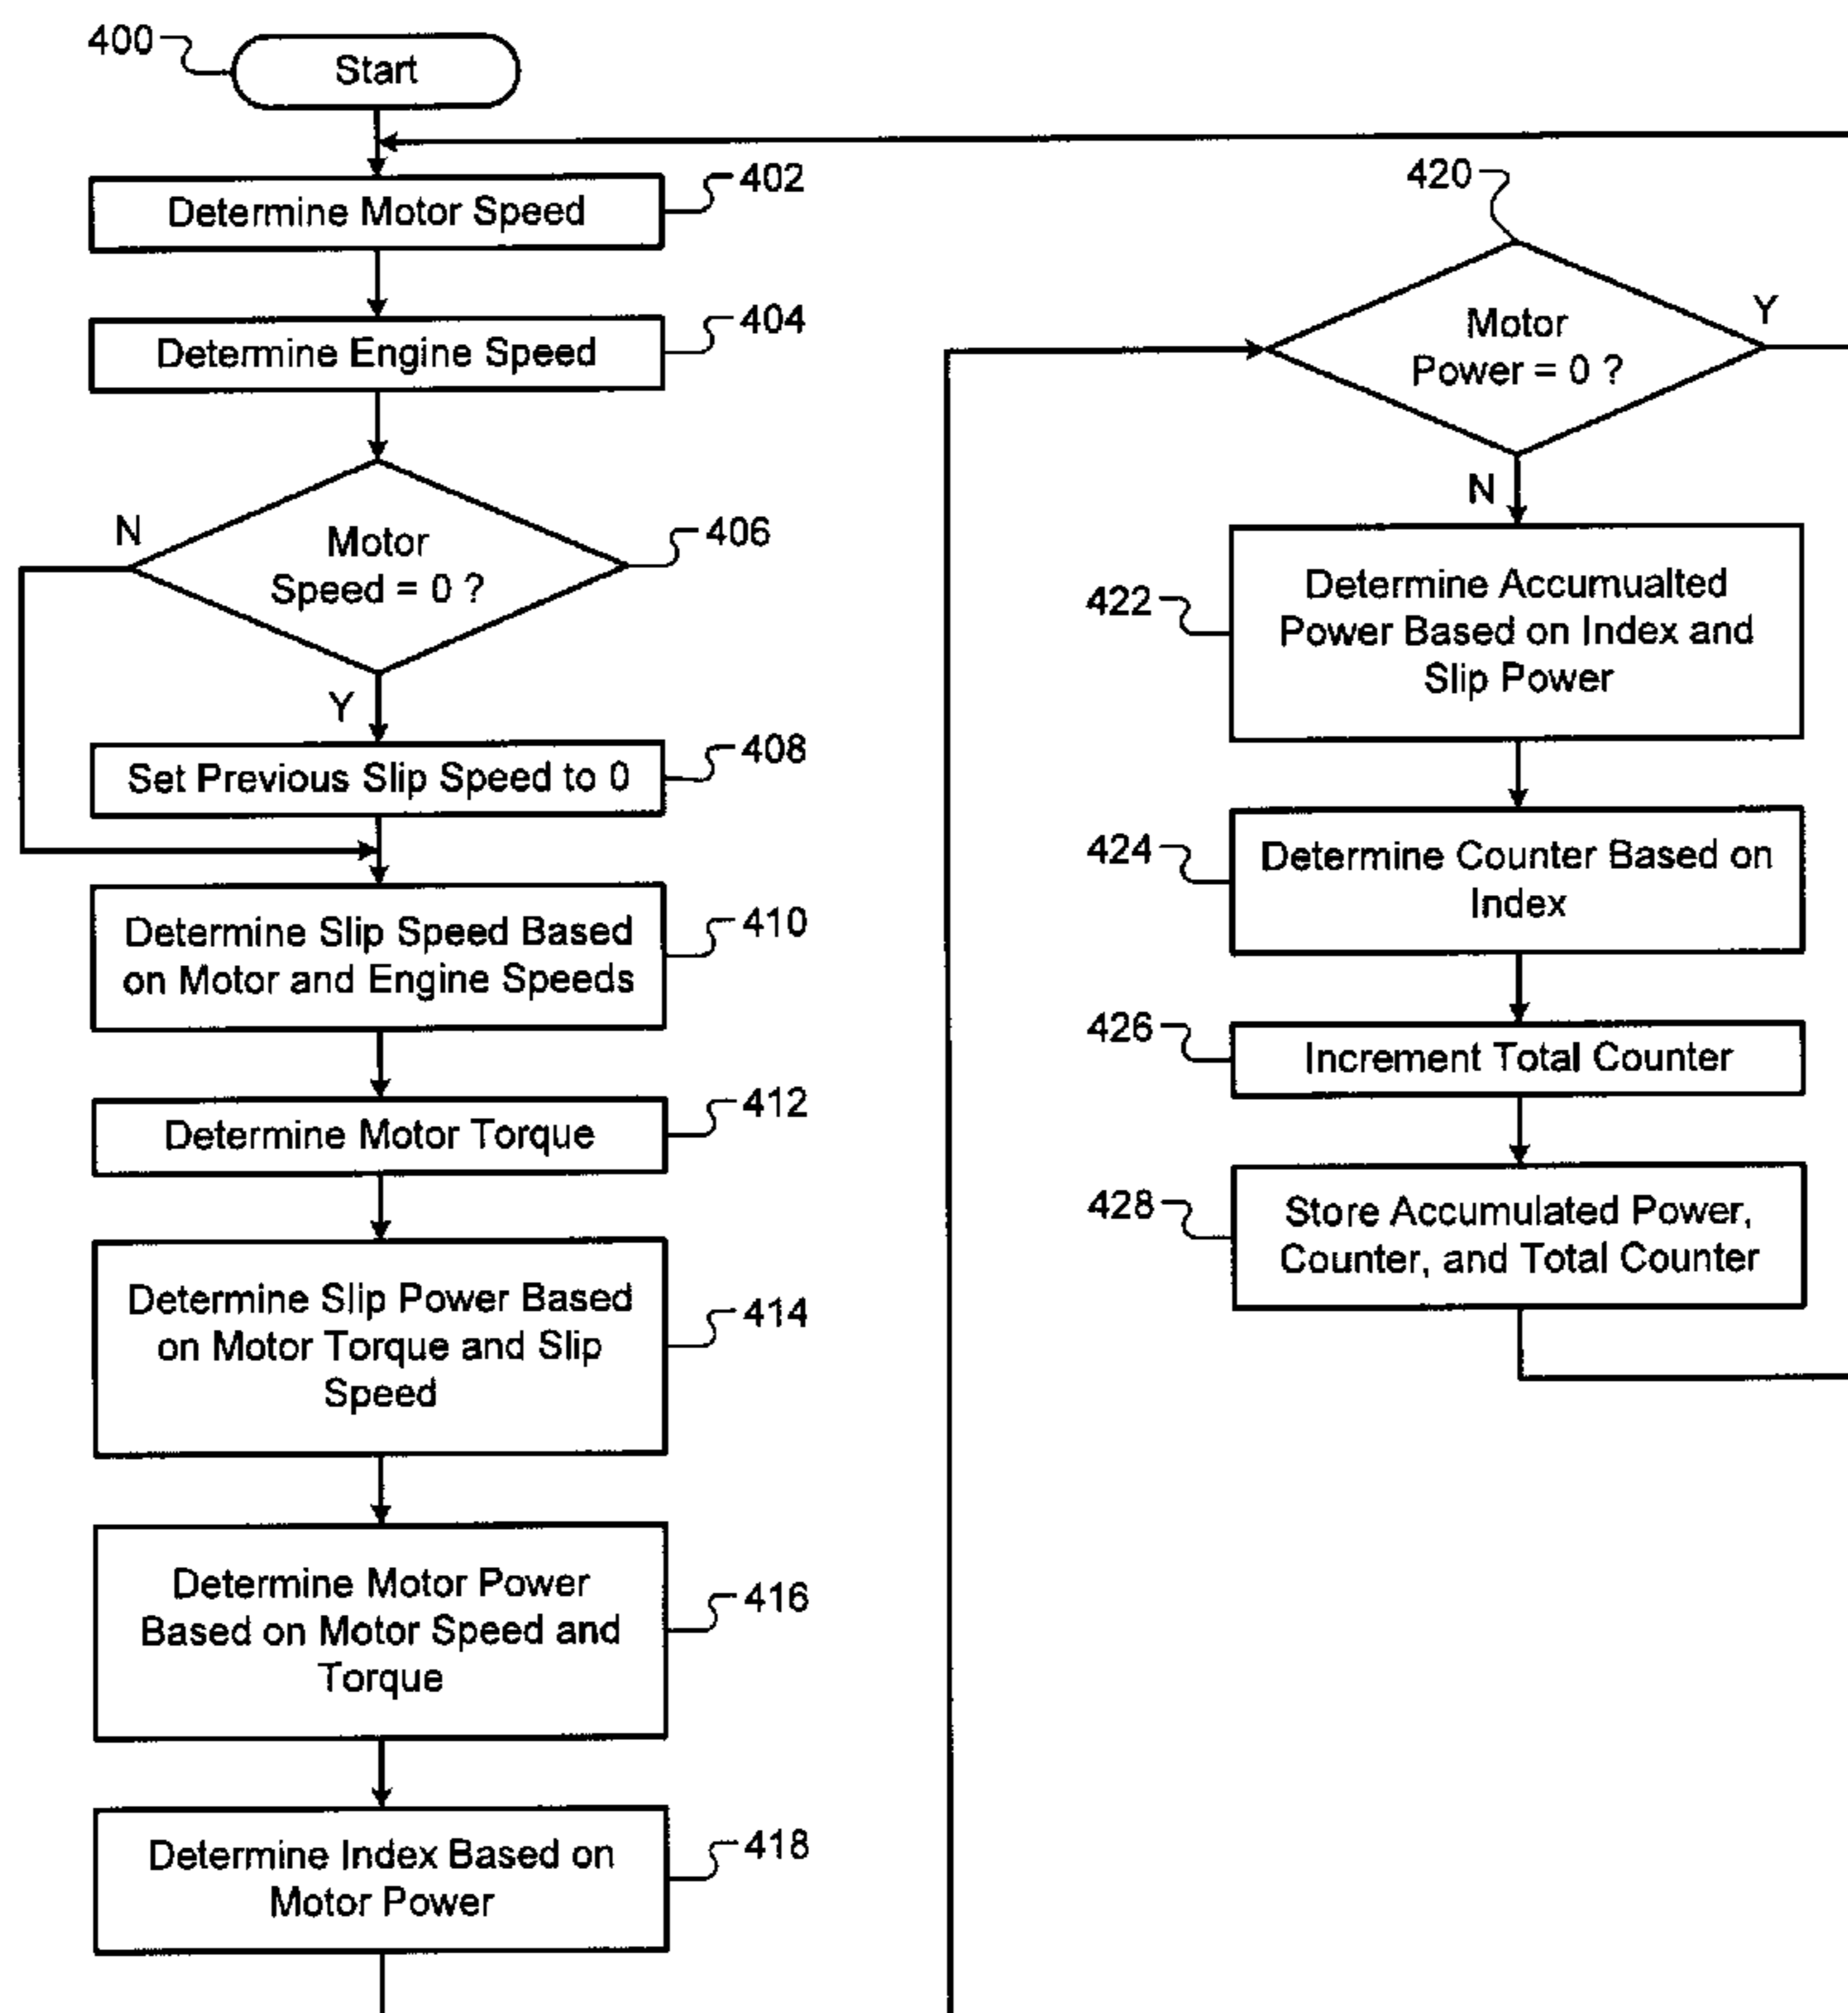 400
Start
Determine Motor Speed
402
Determine Engine Speed
404
N
Motor
Speed = 0 ?
406
Y
Set Previous Slip Speed to 0
408
Determine Slip Speed Based
on Motor and Engine Speeds
410
Determine Motor Torque
412
Determine Slip Power Based
on Motor Torque and Slip
Speed
414
Determine Motor Power
Based on Motor Speed and
Torque
416
Determine Index Based on
Motor Power
418
420
Motor
Power = 0 ?
Y
N
422
Determine Accumualted
Power Based on Index and
Slip Power
424
Determine Counter Based on
Index
426
Increment Total Counter
428
Store Accumulated Power,
Counter, and Total Counter